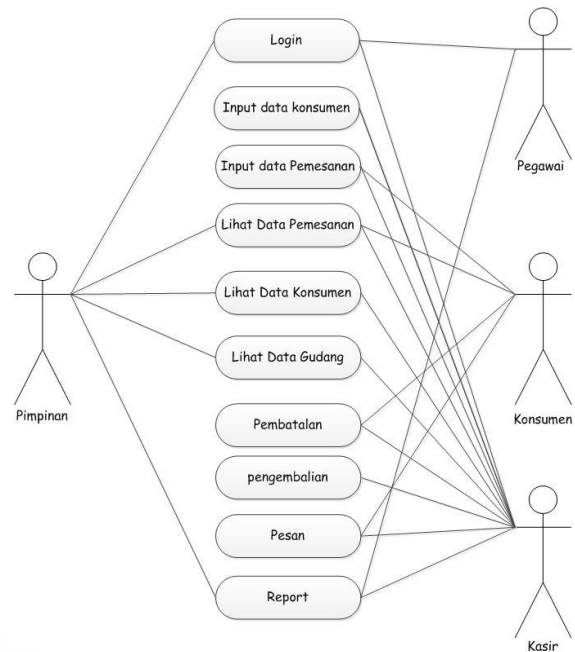 Login
Input data konsumen
Input data Pemesanan
Lihat Data Pemesanan
Lihat Data Konsumen
Lihat Data Gudang
Pembatalan
pengembalian
Pesan
Report
Pimpinan
Pegawai
Konsumen
Kasir